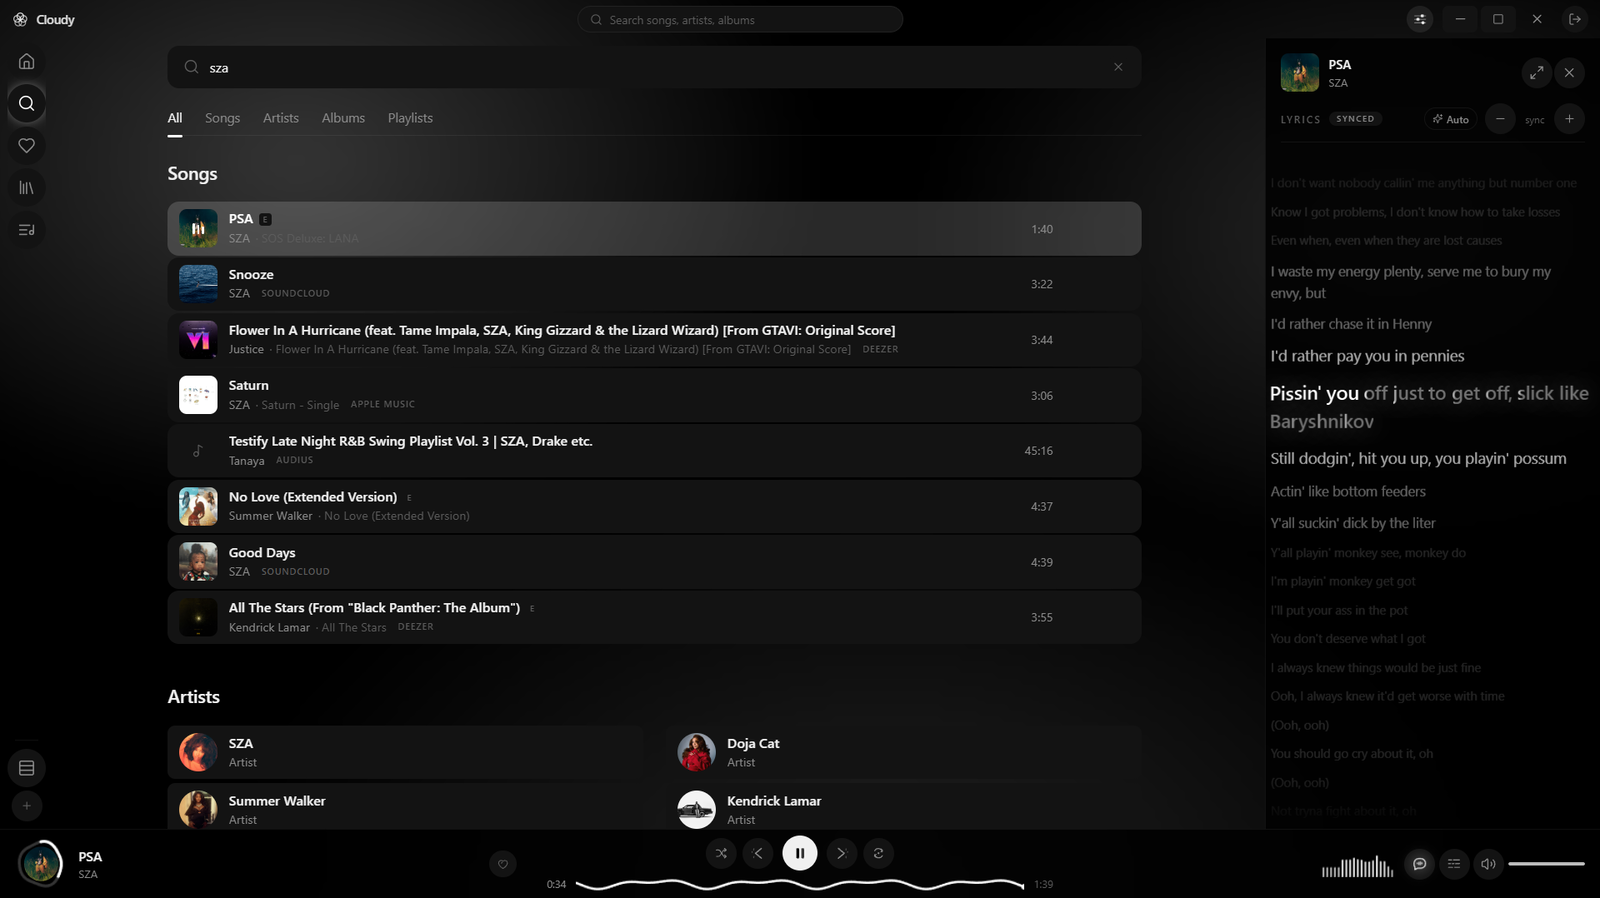 Cloudy
Search songs, artists, albums
sza
All Songs Artists Albums Playlists
Songs
PSA E
SZA · SOS Deluxe: LANA
1:40
Snooze
SZA SOUNDCLOUD
3:22
Flower In A Hurricane (feat. Tame Impala, SZA, King Gizzard & the Lizard Wizard) [From GTAVI: Original Score]
Justice · Flower In A Hurricane (feat. Tame Impala, SZA, King Gizzard & the Lizard Wizard) [From GTAVI: Original Score] DEEZER
3:44
VI
Saturn
SZA · Saturn - Single APPLE MUSIC
3:06
Testify Late Night R&B Swing Playlist Vol. 3 | SZA, Drake etc.
Tanaya AUDIUS
45:16
No Love (Extended Version) E
Summer Walker · No Love (Extended Version)
4:37
Good Days
SZA SOUNDCLOUD
4:39
All The Stars (From "Black Panther: The Album") E
Kendrick Lamar · All The Stars DEEZER
3:55
Artists
SZA
Artist
Doja Cat
Artist
Summer Walker
Artist
Kendrick Lamar
Artist
PSA
SZA
LYRICS SYNCED Auto sync
I don't want nobody callin' me anything but number one
Know I got problems, I don't know how to take losses
Even when, even when they are lost causes
I waste my energy plenty, serve me to bury my
envy, but
I'd rather chase it in Henny
I'd rather pay you in pennies
Pissin' you off just to get off, slick like
Baryshnikov
Still dodgin', hit you up, you playin' possum
Actin' like bottom feeders
Y'all suckin' dick by the liter
Y'all playin' monkey see, monkey do
I'm playin' monkey get got
I'll put your ass in the pot
You don't deserve what I got
I always knew things would be just fine
Ooh, I always knew it'd get worse with time
(Ooh, ooh)
You should go cry about it, oh
(Ooh, ooh)
Not tryna fight about it, oh
PSA
SZA
0:34
1:39